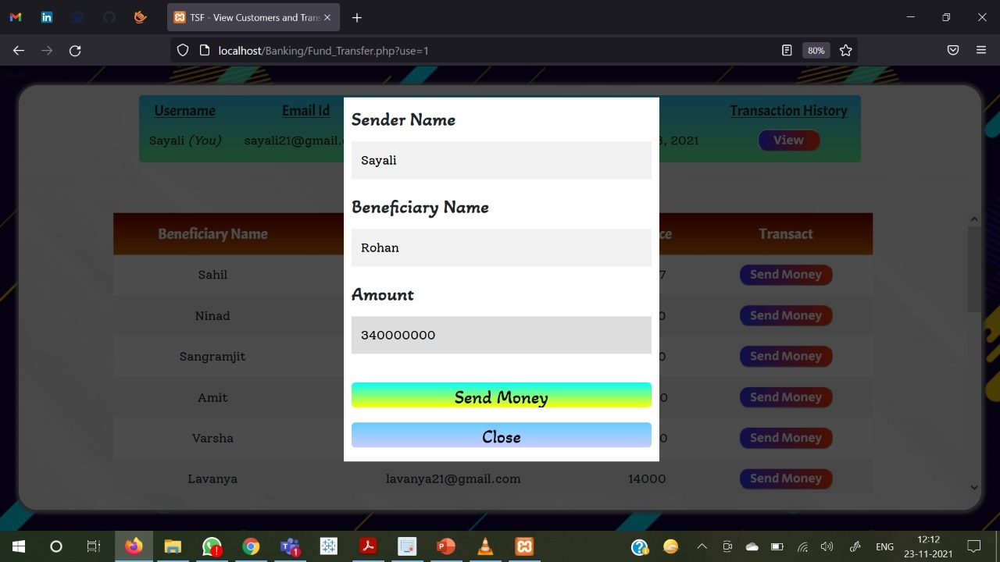 TSF - View Customers and Trans
localhost/Banking/Fund_Transfer.php?use=1
80%
Username Email Id Transaction History
Sayali (You) sayali21@gmail. 3, 2021 View
Sender Name
Sayali
Beneficiary Name
Rohan
Amount
340000000
Send Money
Close
Beneficiary Name ce Transact
Sahil 7 Send Money
Ninad 0 Send Money
Sangramjit 0 Send Money
Amit 0 Send Money
Varsha 0 Send Money
Lavanya lavanya21@gmail.com 14000 Send Money
ENG
12:12
23-11-2021